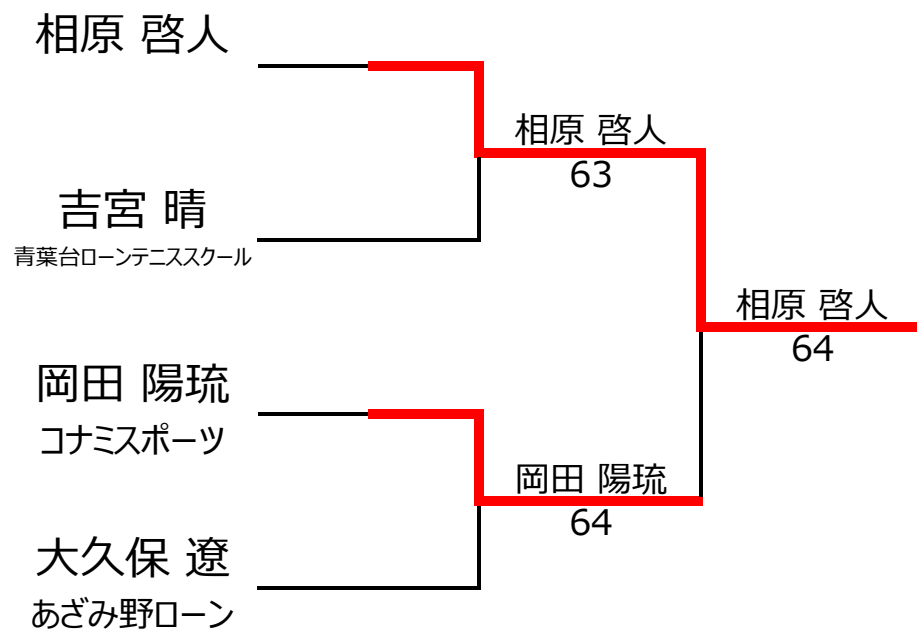 相原 啓人
吉宮 晴
青葉台ローンテニススクール
岡田 陽琉
コナミスポーツ
大久保 遼
あざみ野ローン
相原 啓人
63
岡田 陽琉
64
相原 啓人
64